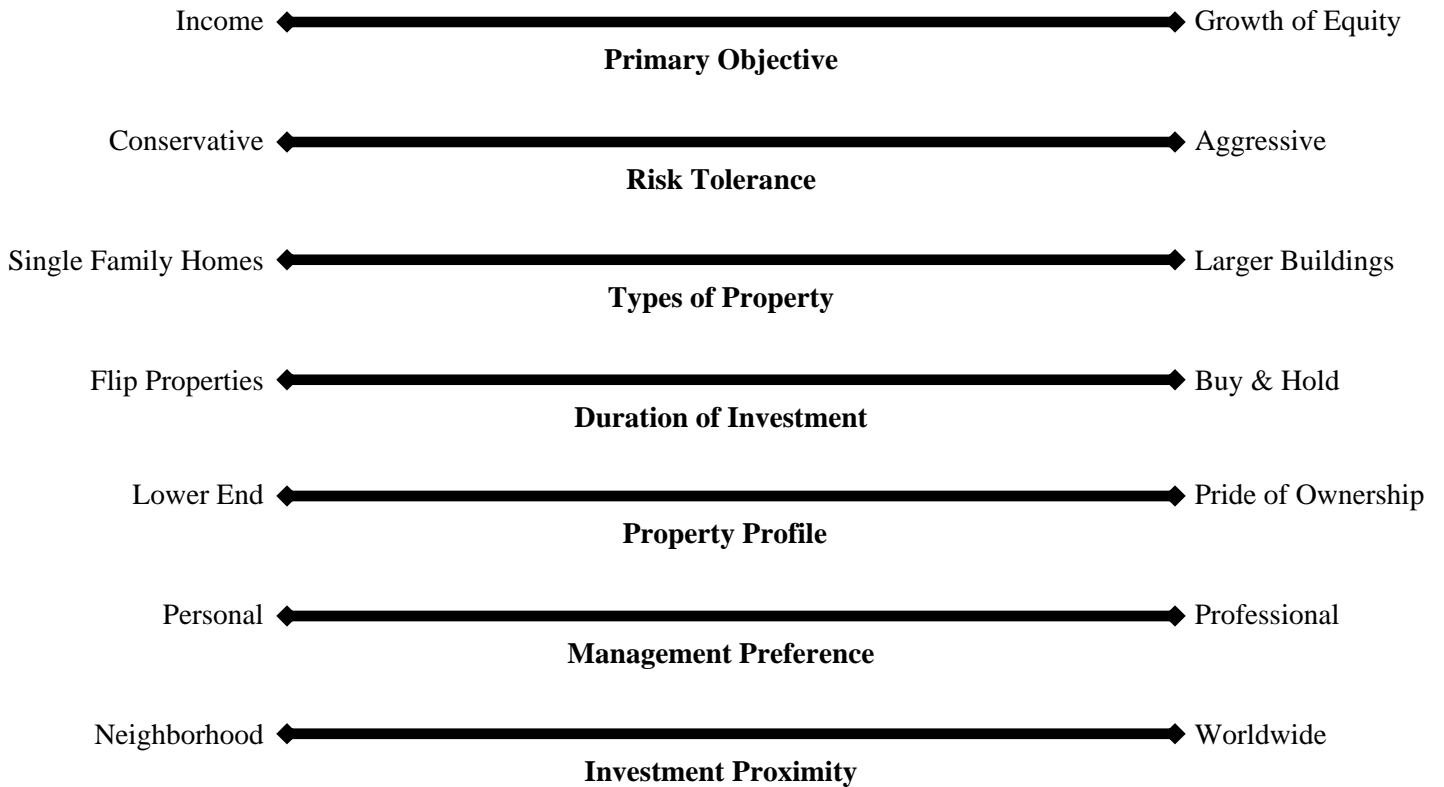 Income Growth of Equity
Primary Objective
Conservative Aggressive
Risk Tolerance
Single Family Homes Larger Buildings
Types of Property
Flip Properties Buy & Hold
Duration of Investment
Lower End Pride of Ownership
Property Profile
Personal Professional
Management Preference
Neighborhood Worldwide
Investment Proximity